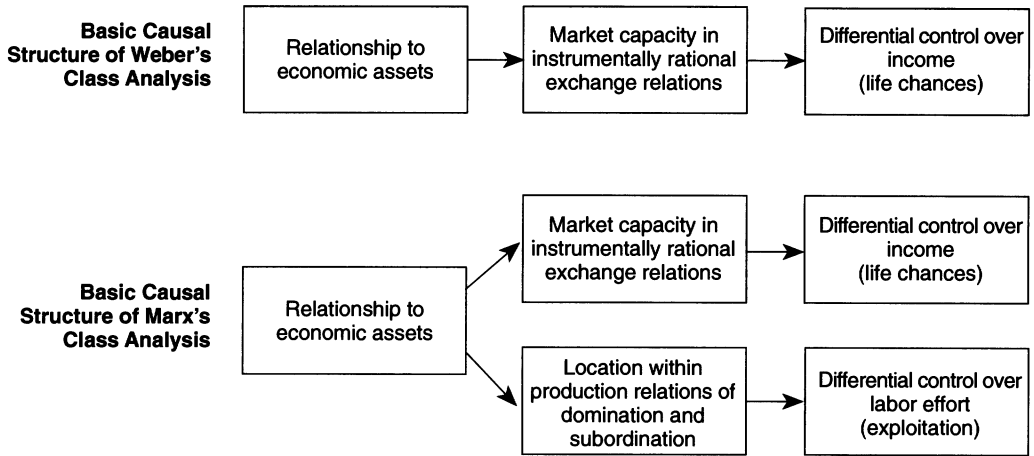 Basic Causal
Structure of Weber's
Class Analysis
Relationship to
economic assets
Market capacity in
instrumentally rational
exchange relations
Differential control over
income
(life chances)
Basic Causal
Structure of Marx's
Class Analysis
Relationship to
economic assets
Market capacity in
instrumentally rational
exchange relations
Differential control over
income
(life chances)
Location within
production relations of
domination and
subordination
Differential control over
labor effort
(exploitation)